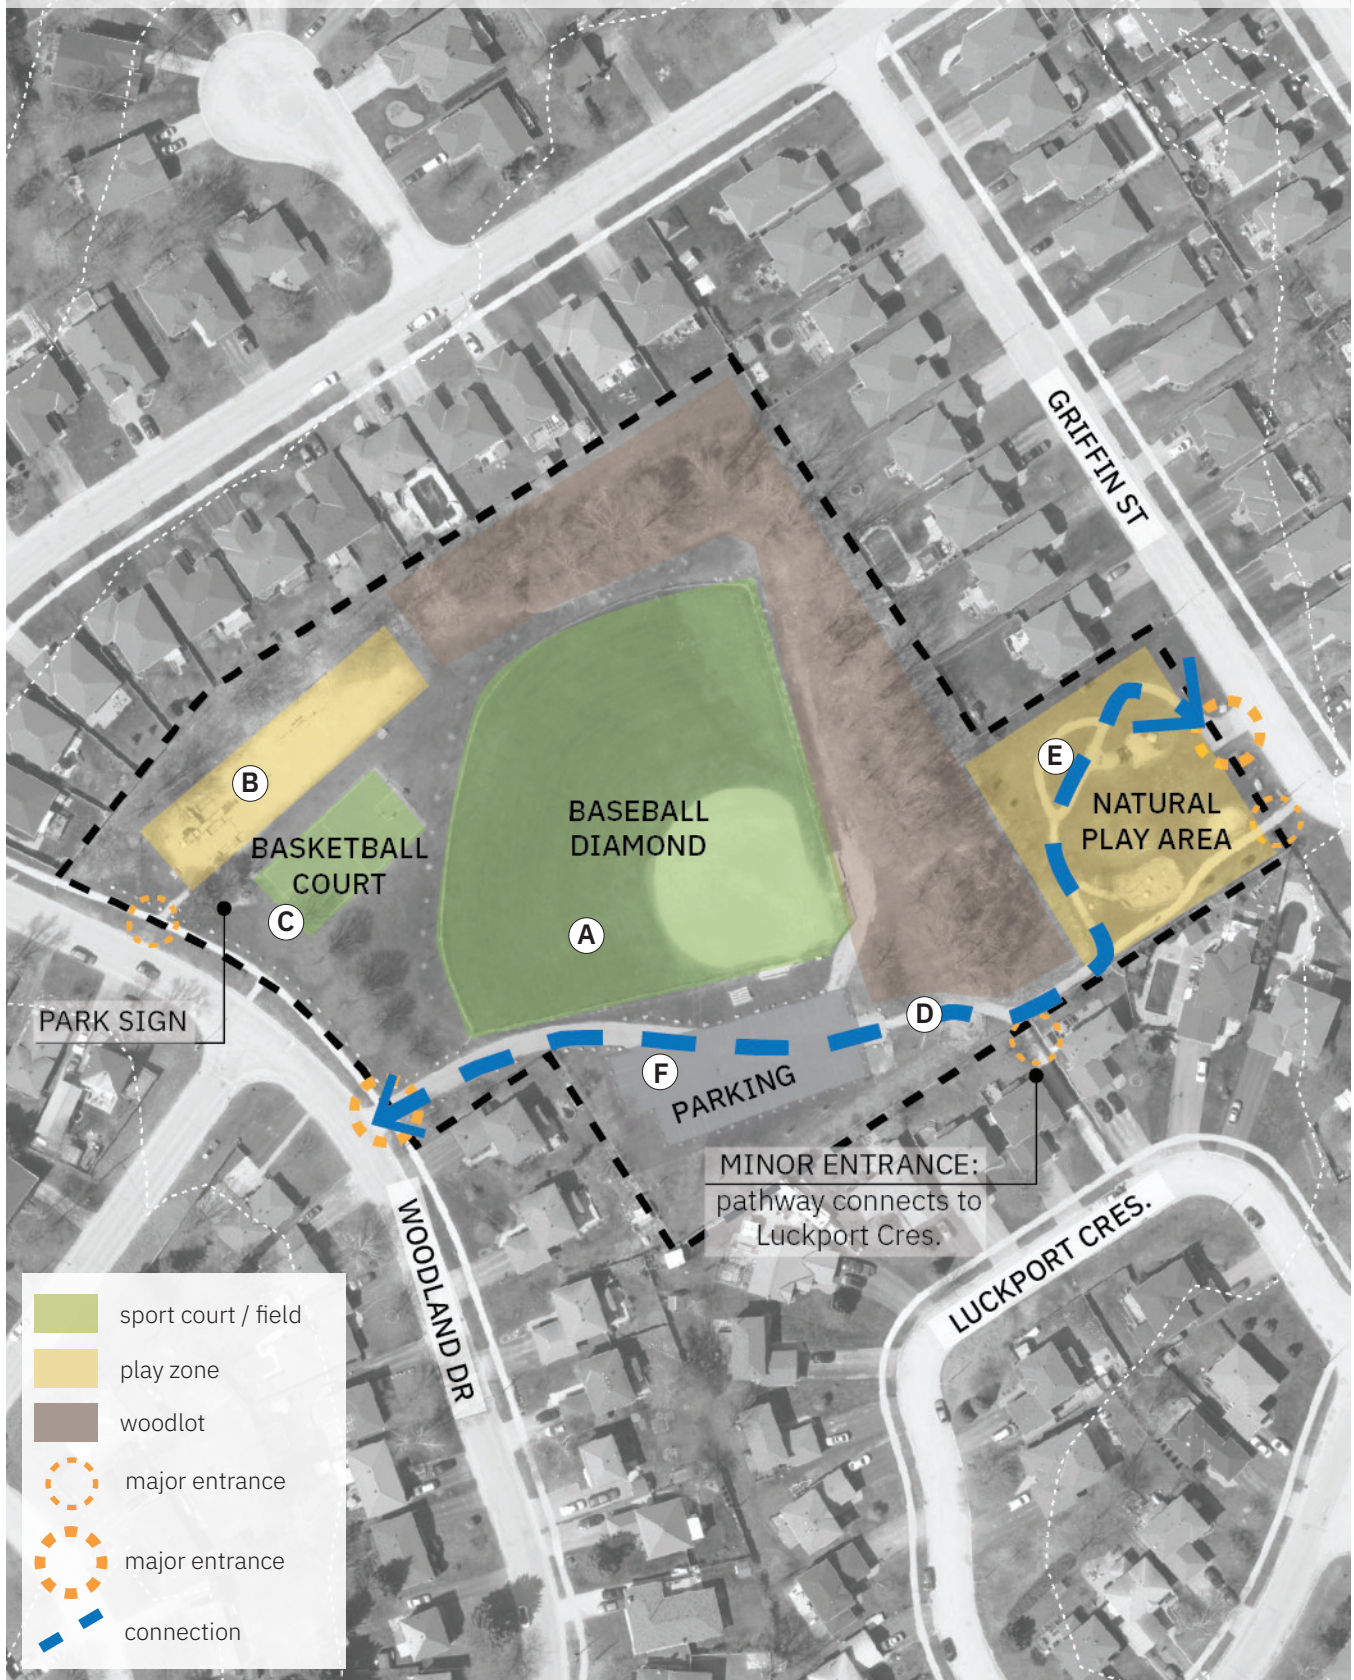 GRIFFIN ST
B
E
NATURAL
PLAY AREA
BASEBALL
DIAMOND
BASKETBALL
COURT
C
A
PARK SIGN
D
F
PARKING
MINOR ENTRANCE:
pathway connects to
Luckport Cres.
WOODLAND DR
LUCKPORT CRES.
sport court / field
play zone
woodlot
major entrance
major entrance
connection